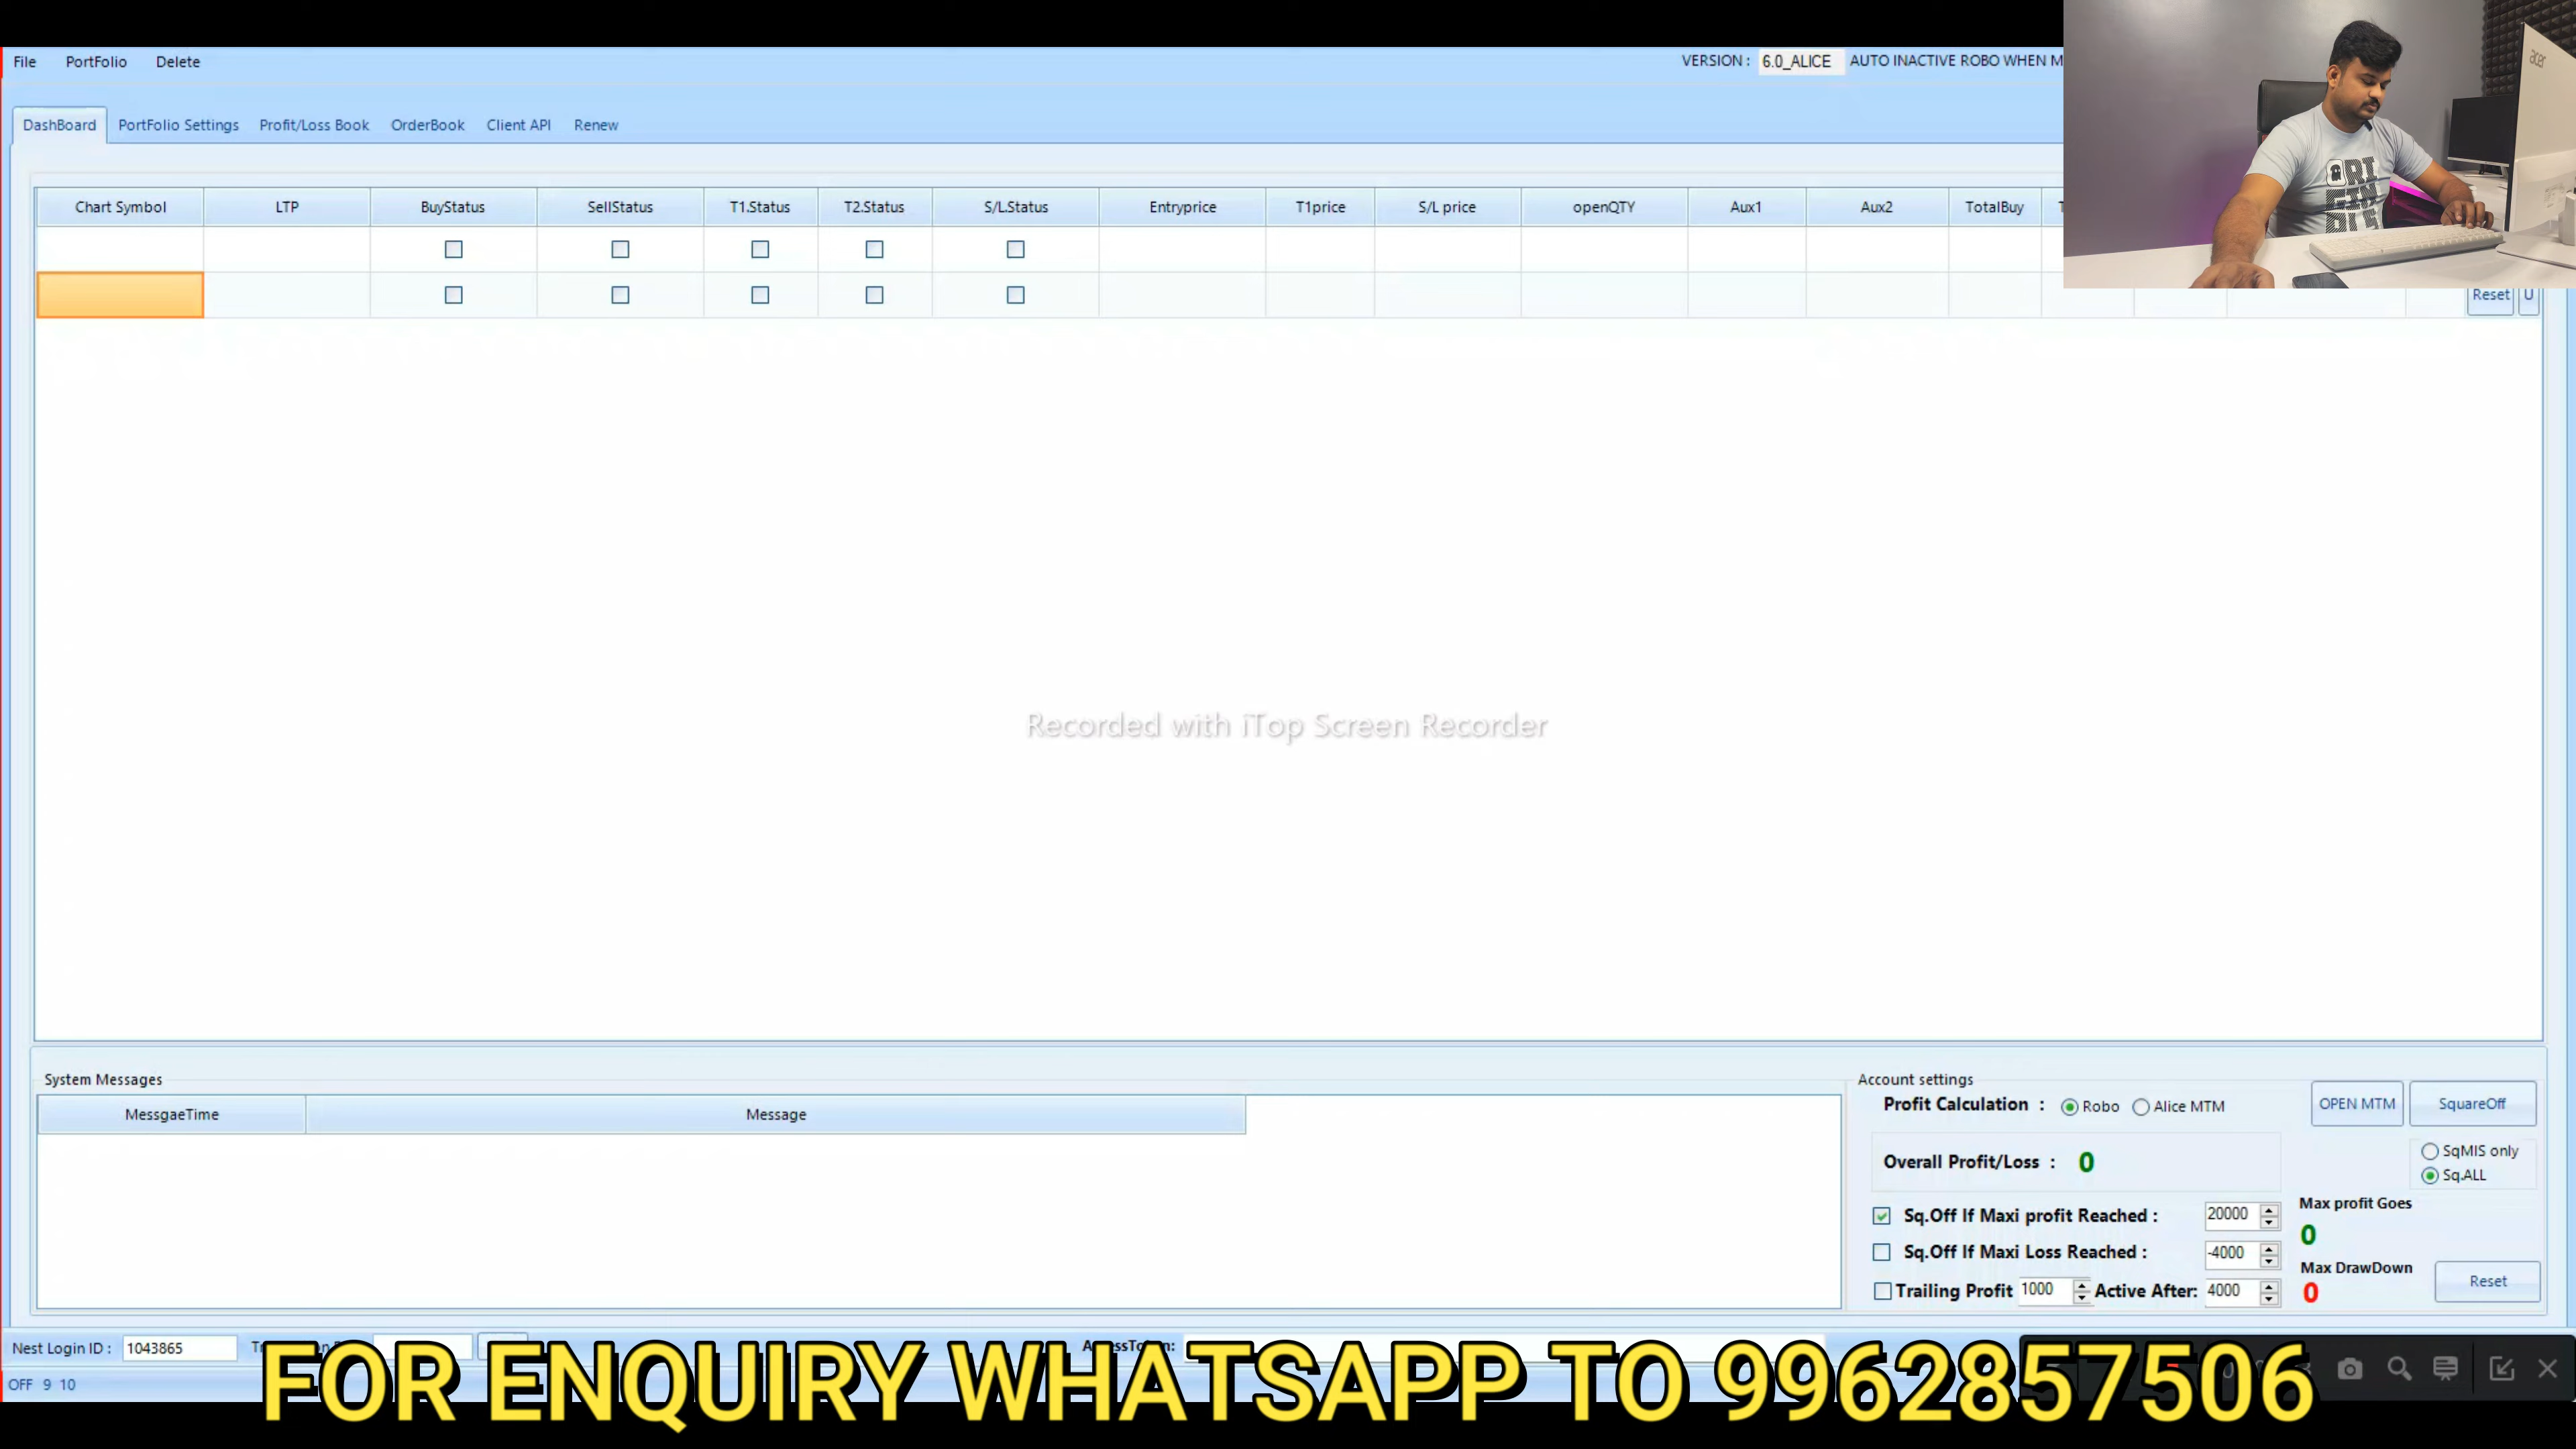 File PortFolio Delete
VERSION : 6.0_ALICE AUTO INACTIVE ROBO WHEN M
acer
DashBoard PortFolio Settings Profit/Loss Book OrderBook Client API Renew
Chart Symbol LTP BuyStatus SellStatus T1.Status T2.Status S/L.Status Entryprice T1price S/L price openQTY Aux1 Aux2 TotalBuy T
Reset U
Recorded with iTop Screen Recorder
System Messages
MessgaeTime Message
Account settings
Profit Calculation : Robo Alice MTM
OPEN MTM SquareOff
Overall Profit/Loss : 0
SqMIS only
Sq.ALL
Sq.Off If Maxi profit Reached : 20000
Max profit Goes
0
Sq.Off If Maxi Loss Reached : -4000
Max DrawDown
0
Reset
Trailing Profit 1000 Active After: 4000
Nest Login ID : 1043865
OFF 9 10
FOR ENQUIRY WHATSAPP TO 9962857506